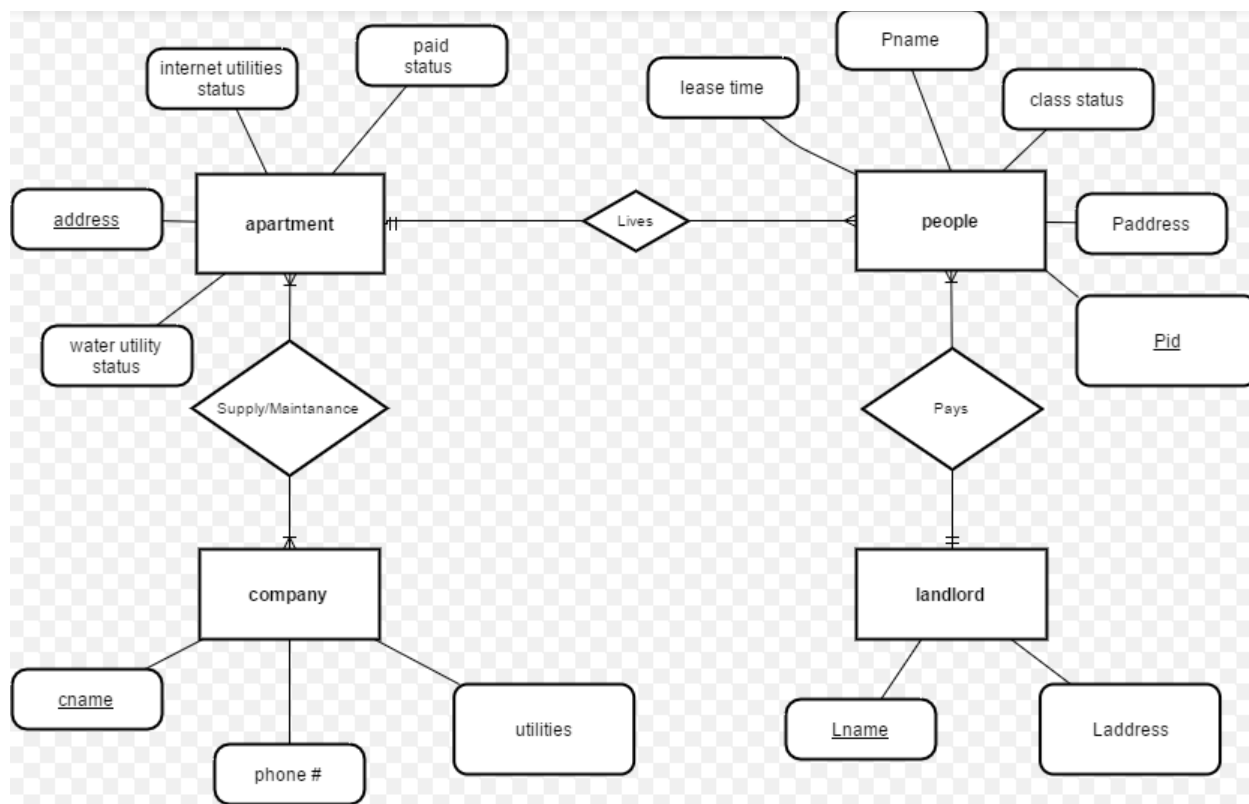 internet utilities
status
paid
status
Pname
lease time
class status
address
apartment
Lives
people
Paddress
water utility
status
Pid
Supply/Maintanance
Pays
company
landlord
cname
phone #
utilities
Lname
Laddress